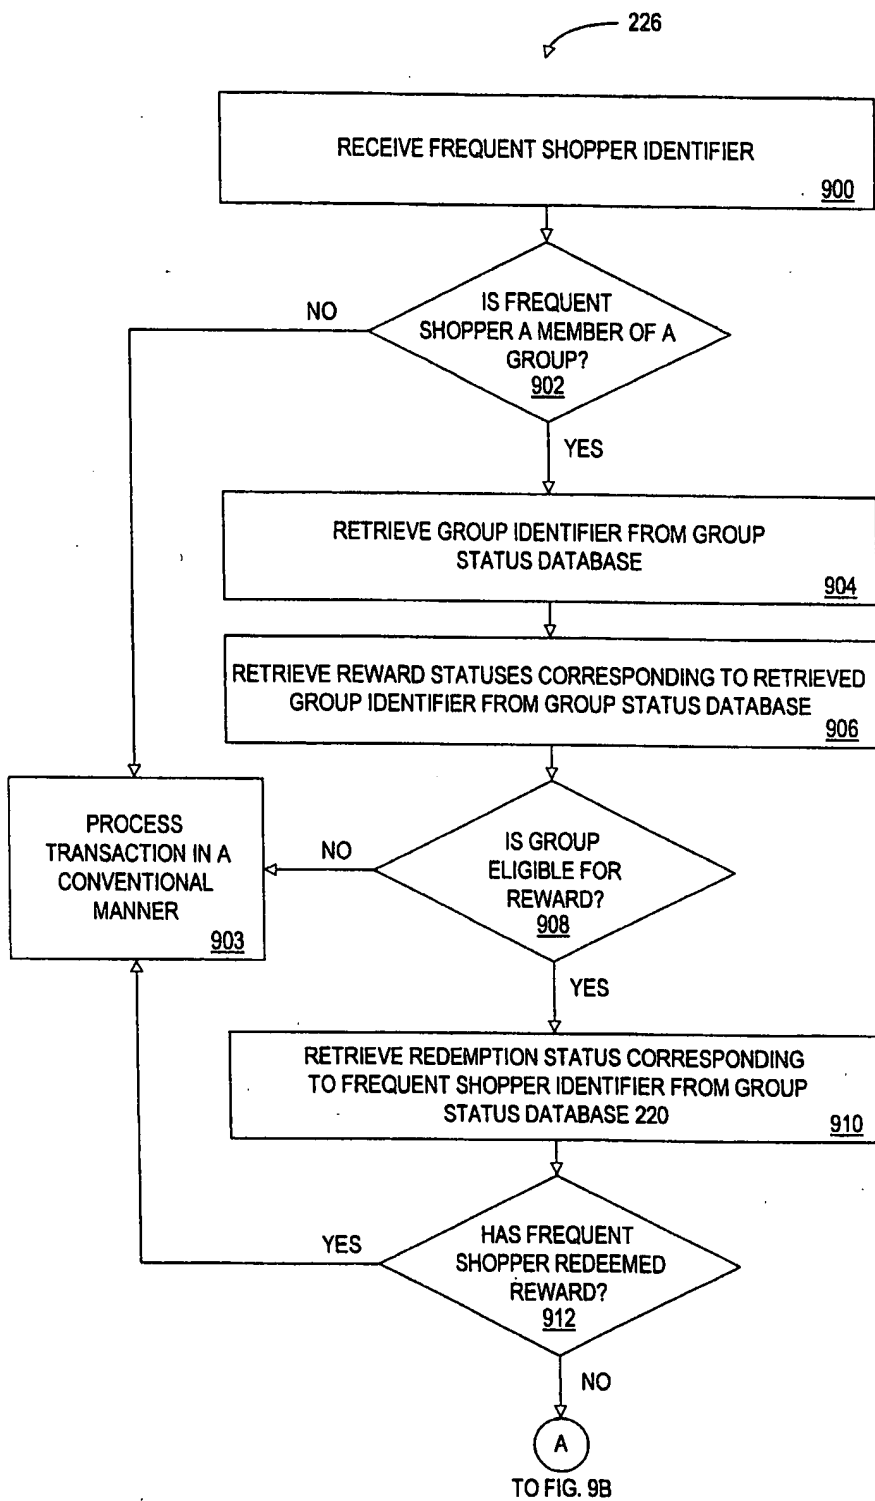 226
RECEIVE FREQUENT SHOPPER IDENTIFIER
900
IS FREQUENT
SHOPPER A MEMBER OF A
GROUP?
902
NO
YES
RETRIEVE GROUP IDENTIFIER FROM GROUP
STATUS DATABASE
904
RETRIEVE REWARD STATUSES CORRESPONDING TO RETRIEVED
GROUP IDENTIFIER FROM GROUP STATUS DATABASE
906
PROCESS
TRANSACTION IN A
CONVENTIONAL
MANNER
903
NO
IS GROUP
ELIGIBLE FOR
REWARD?
908
YES
RETRIEVE REDEMPTION STATUS CORRESPONDING
TO FREQUENT SHOPPER IDENTIFIER FROM GROUP
STATUS DATABASE 220
910
YES
HAS FREQUENT
SHOPPER REDEEMED
REWARD?
912
NO
A
TO FIG. 9B